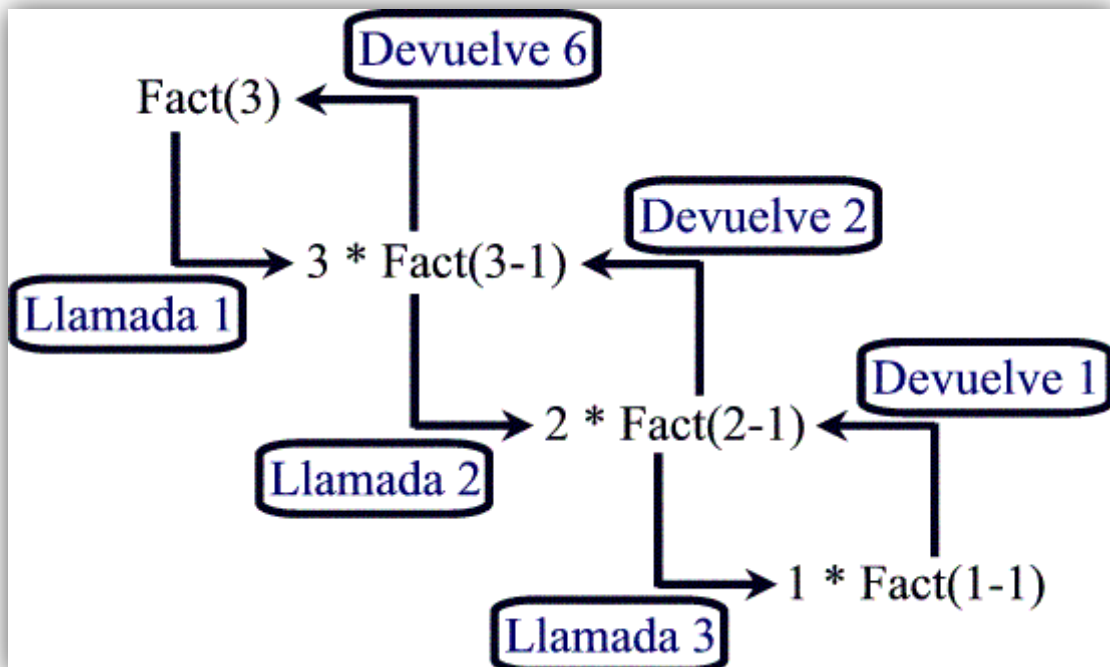 Devuelve 6
Fact(3)
Devuelve 2
3 * Fact(3-1)
Llamada 1
Devuelve 1
2 * Fact(2-1)
Llamada 2
1 * Fact(1-1)
Llamada 3